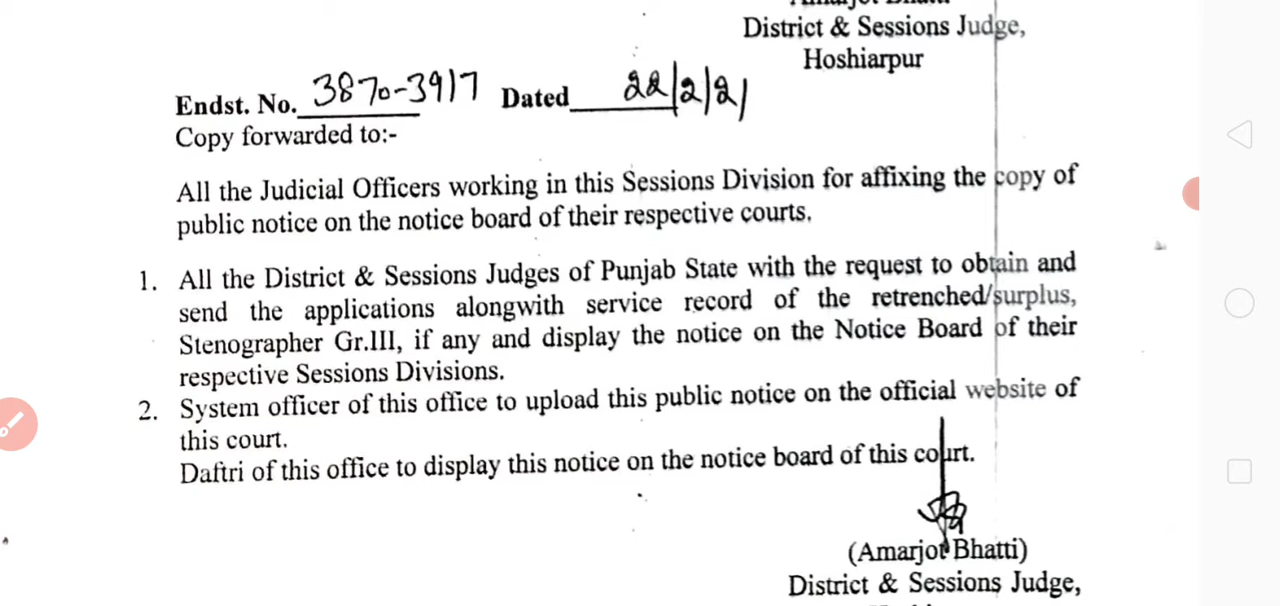 District & Sessions Judge,
Hoshiarpur
Endst. No. 3870-3917 Dated 22/2/21
Copy forwarded to:-
All the Judicial Officers working in this Sessions Division for affixing the copy of
public notice on the notice board of their respective courts.
1. All the District & Sessions Judges of Punjab State with the request to obtain and
send the applications alongwith service record of the retrenched/surplus,
Stenographer Gr.III, if any and display the notice on the Notice Board of their
respective Sessions Divisions.
2. System officer of this office to upload this public notice on the official website of
this court.
Daftri of this office to display this notice on the notice board of this court.
(Amarjot Bhatti)
District & Sessions Judge,